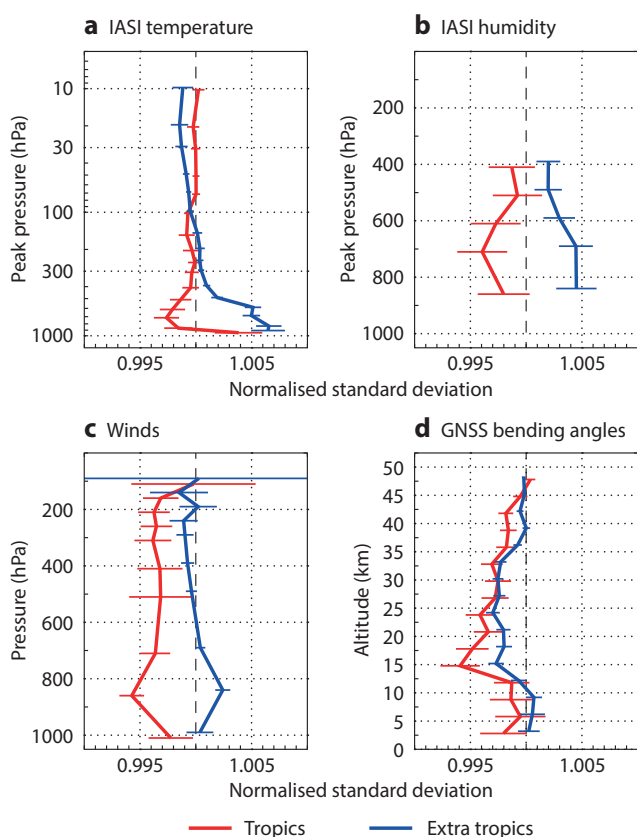 a IASI temperature
b IASI humidity
10
30
100
300
1000
Peak pressure (hPa)
0.995
1.005
200
400
600
800
1000
Peak pressure (hPa)
0.995
1.005
Normalised standard deviation
c Winds
d GNSS bending angles
200
400
600
800
1000
Pressure (hPa)
0.995
1.005
50
45
40
35
30
25
20
15
10
5
0
Altitude (km)
0.995
1.005
Normalised standard deviation
Tropics
Extra tropics